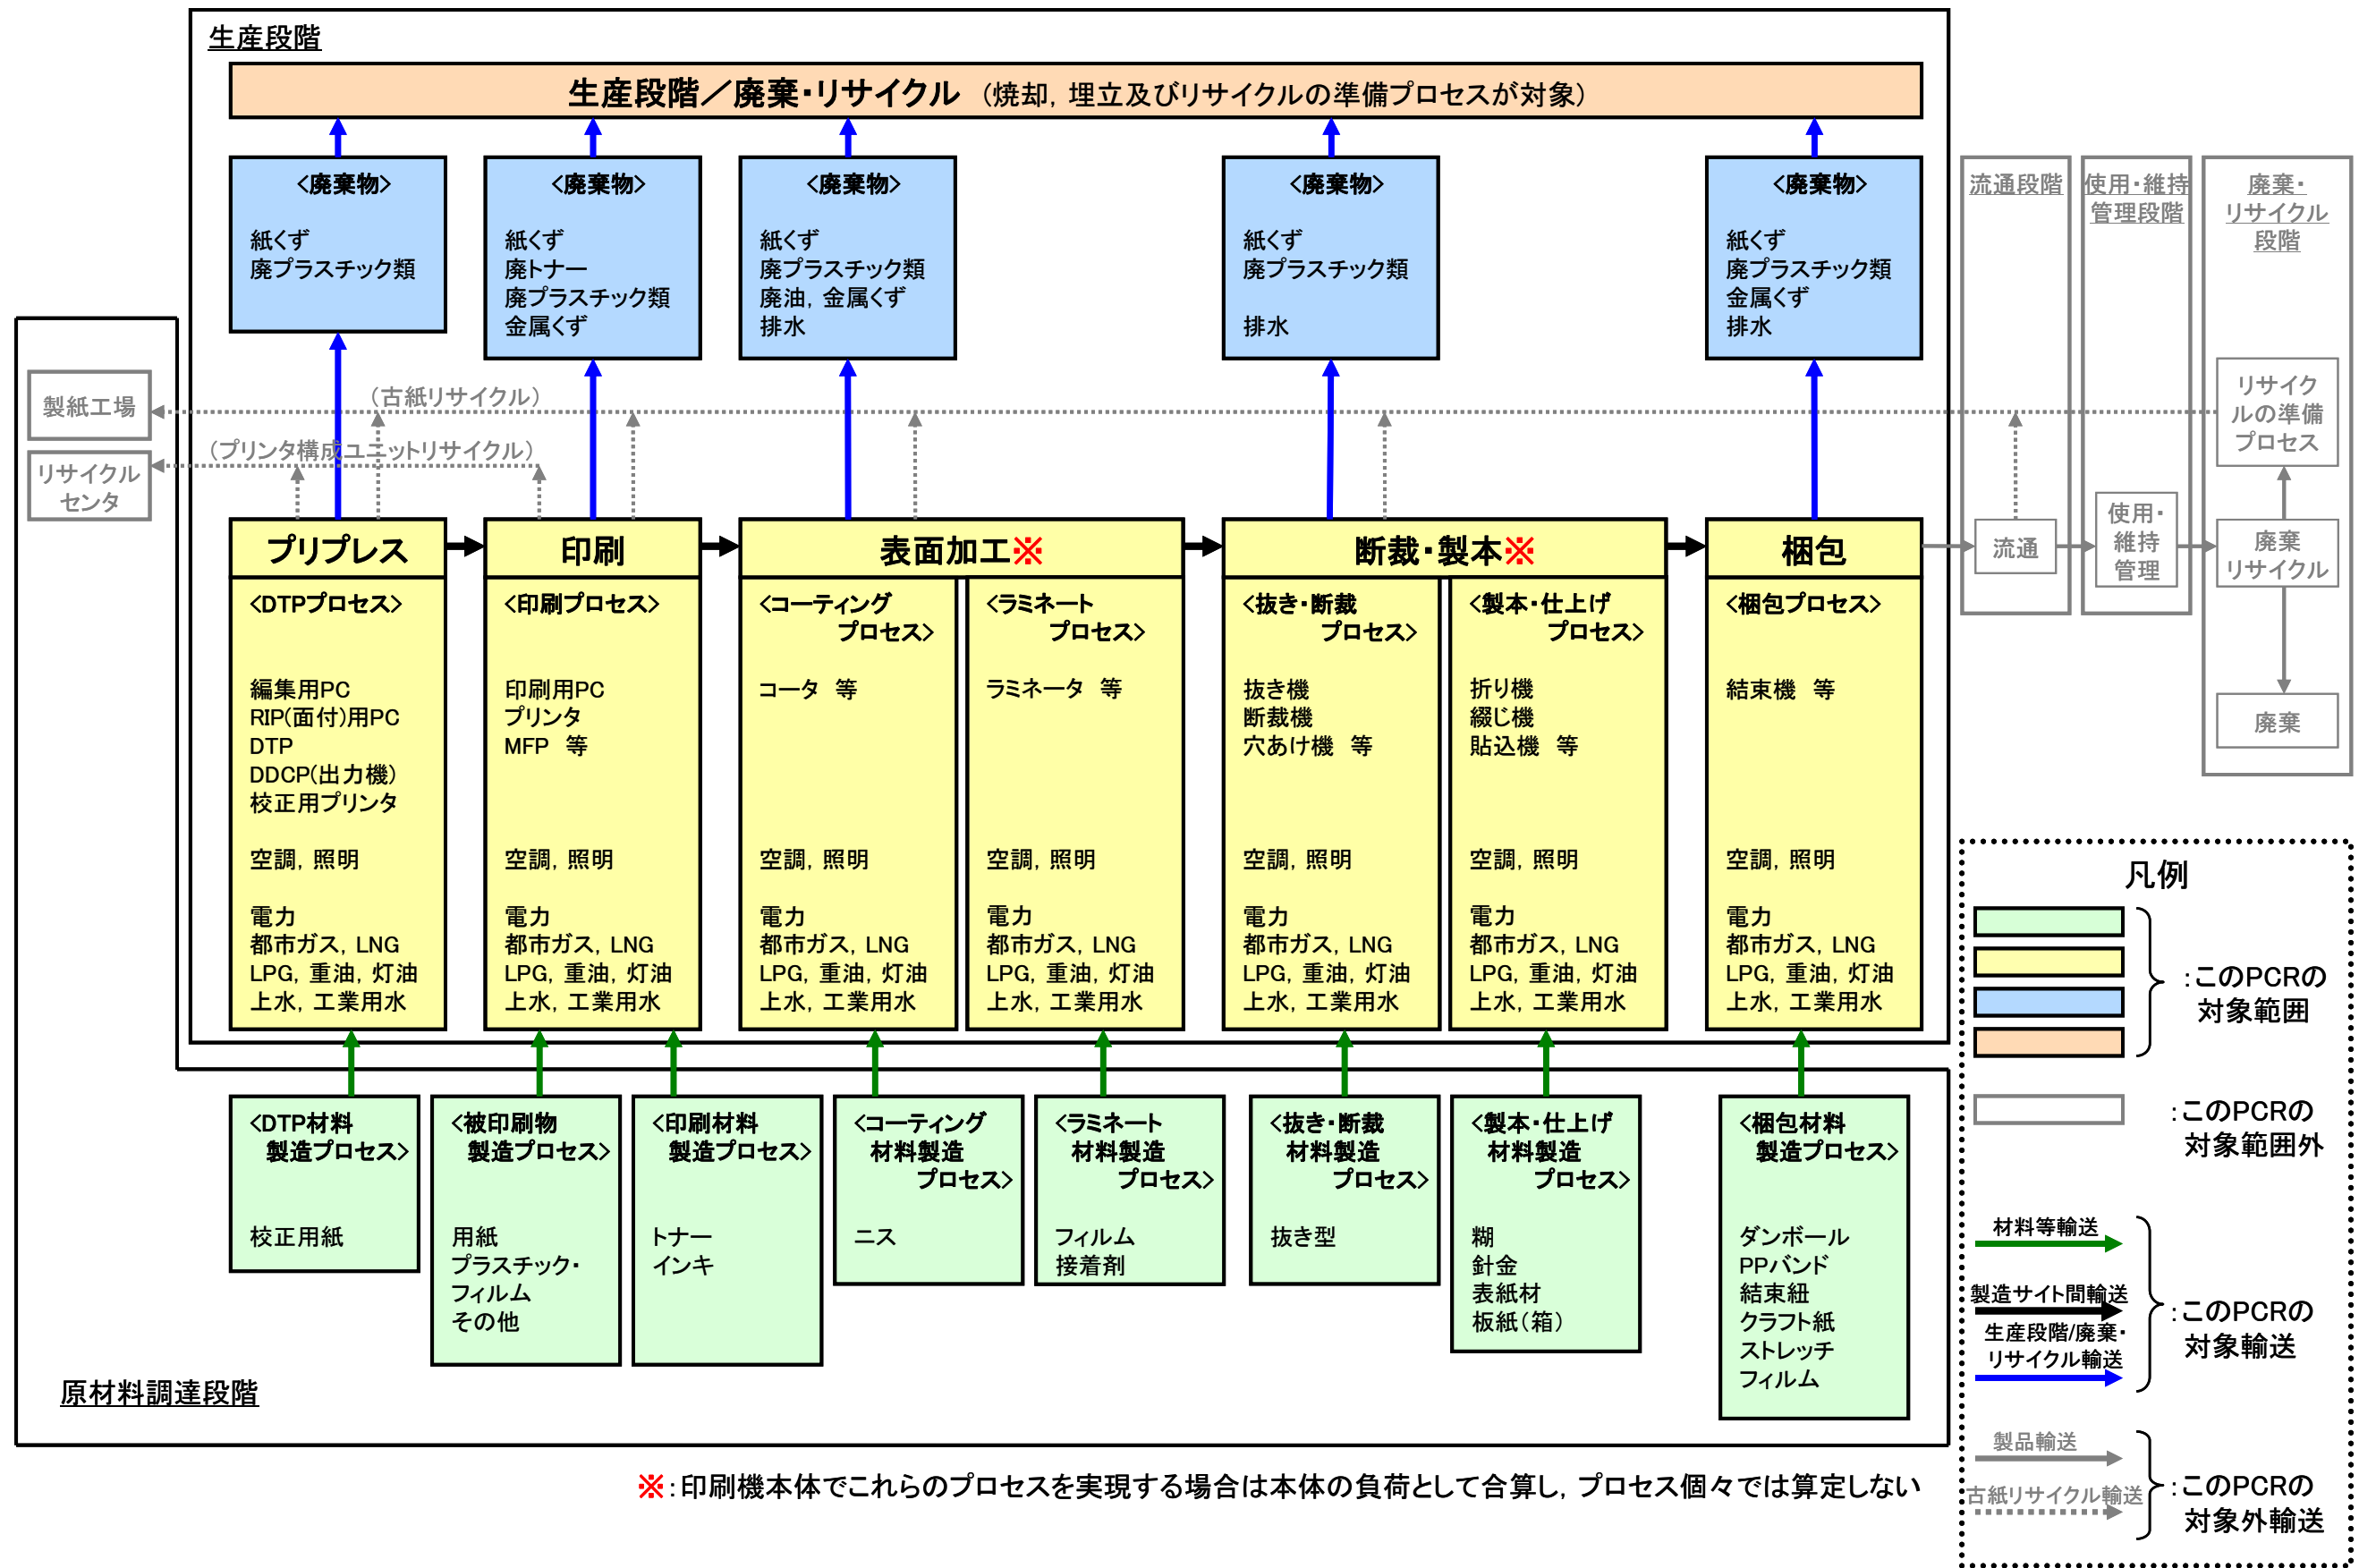 生産段階
生産段階／廃棄・リサイクル （焼却，埋立及びリサイクルの準備プロセスが対象）
<廃棄物>
紙くず
廃プラスチック類
<廃棄物>
紙くず
廃トナー
廃プラスチック類
金属くず
<廃棄物>
紙くず
廃プラスチック類
廃油，金属くず
排水
<廃棄物>
紙くず
廃プラスチック類
排水
<廃棄物>
紙くず
廃プラスチック類
金属くず
排水
流通段階
使用・維持
管理段階
廃棄・
リサイクル
段階
製紙工場
（古紙リサイクル）
リサイクル
センタ
（プリンタ構成ユニットリサイクル）
リサイク
ルの準備
プロセス
流通
使用・
維持
管理
廃棄
リサイクル
廃棄
プリプレス
<DTPプロセス>
編集用PC
RIP(面付)用PC
DTP
DDCP(出力機)
校正用プリンタ
空調，照明
電力
都市ガス，LNG
LPG，重油，灯油
上水，工業用水
印刷
<印刷プロセス>
印刷用PC
プリンタ
MFP 等
空調，照明
電力
都市ガス，LNG
LPG，重油，灯油
上水，工業用水
表面加工※
<コーティング
プロセス>
コータ 等
空調，照明
電力
都市ガス，LNG
LPG，重油，灯油
上水，工業用水
<ラミネート
プロセス>
ラミネータ 等
空調，照明
電力
都市ガス，LNG
LPG，重油，灯油
上水，工業用水
断裁・製本※
<抜き・断裁
プロセス>
抜き機
断裁機
穴あけ機 等
空調，照明
電力
都市ガス，LNG
LPG，重油，灯油
上水，工業用水
<製本・仕上げ
プロセス>
折り機
綴じ機
貼込機 等
空調，照明
電力
都市ガス，LNG
LPG，重油，灯油
上水，工業用水
梱包
<梱包プロセス>
結束機 等
空調，照明
電力
都市ガス，LNG
LPG，重油，灯油
上水，工業用水
<DTP材料
製造プロセス>
校正用紙
<被印刷物
製造プロセス>
用紙
プラスチック・
フィルム
その他
<印刷材料
製造プロセス>
トナー
インキ
<コーティング
材料製造
プロセス>
ニス
<ラミネート
材料製造
プロセス>
フィルム
接着剤
<抜き・断裁
材料製造
プロセス>
抜き型
<製本・仕上げ
材料製造
プロセス>
糊
針金
表紙材
板紙（箱）
<梱包材料
製造プロセス>
ダンボール
PPバンド
結束紐
クラフト紙
ストレッチ
フィルム
原材料調達段階
※：印刷機本体でこれらのプロセスを実現する場合は本体の負荷として合算し，プロセス個々では算定しない
凡例
：このPCRの
対象範囲
：このPCRの
対象範囲外
材料等輸送
製造サイト間輸送
生産段階/廃棄・
リサイクル輸送
：このPCRの
対象輸送
製品輸送
古紙リサイクル輸送
：このPCRの
対象外輸送